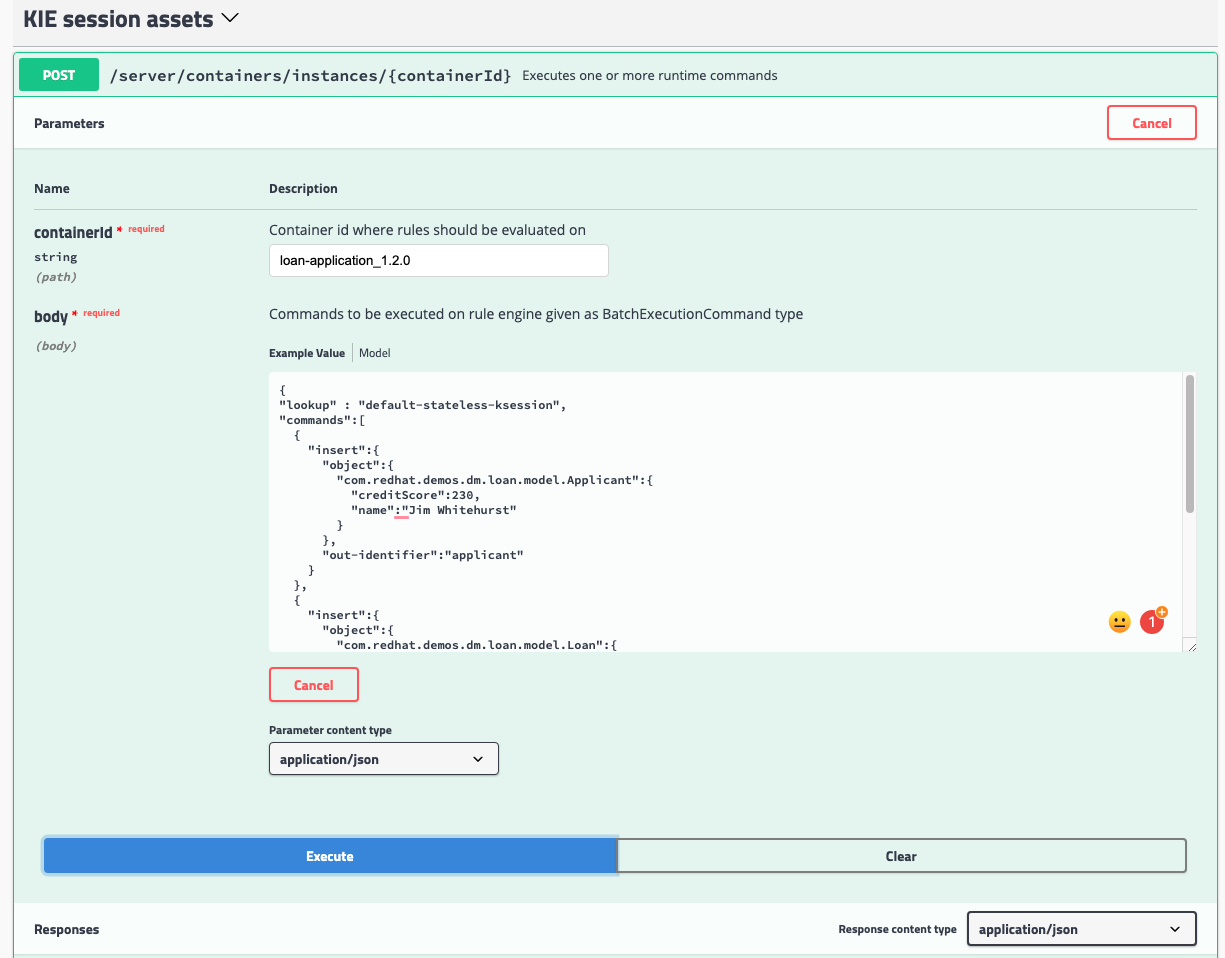 KIE session assets
POST /server/containers/instances/{containerId} Executes one or more runtime commands
Parameters
Cancel
Name Description
containerId * required
string
(path)
Container id where rules should be evaluated on
loan-application_1.2.0
body * required
(body)
Commands to be executed on rule engine given as BatchExecutionCommand type
Example Value Model
{
"lookup" : "default-stateless-ksession",
"commands":[
  {
    "insert":{
      "object":{
        "com.redhat.demos.dm.loan.model.Applicant":{
          "creditScore":230,
          "name":"Jim Whitehurst"
        }
      },
      "out-identifier":"applicant"
    }
  },
  {
    "insert":{
      "object":{
        "com.redhat.demos.dm.loan.model.Loan":{
1
Cancel
Parameter content type
application/json
Execute Clear
Responses
Response content type application/json